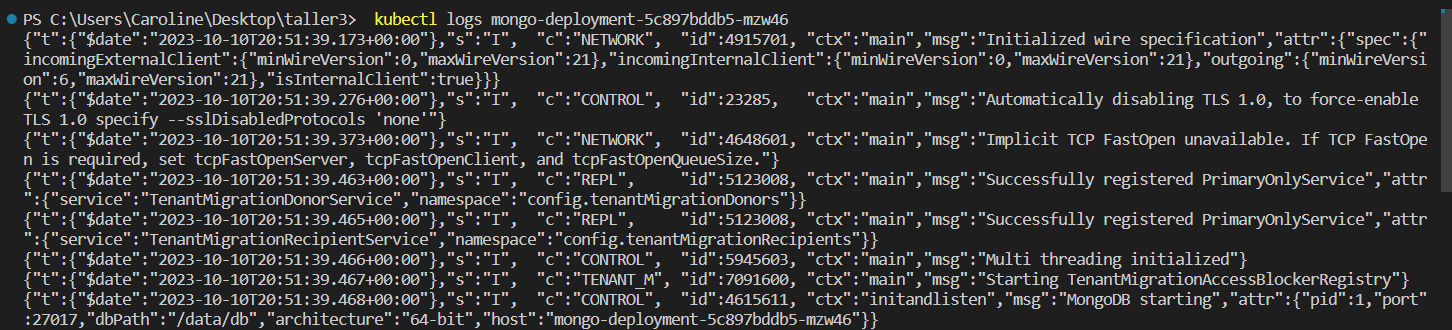 PS C:\Users\Caroline\Desktop\taller3>  kubectl logs mongo-deployment-5c897bddb5-mzw46
{"t":{"$date":"2023-10-10T20:51:39.173+00:00"},"s":"I",  "c":"NETWORK",  "id":4915701, "ctx":"main","msg":"Initialized wire specification","attr":{"spec":{"
incomingExternalClient":{"minWireVersion":0,"maxWireVersion":21},"incomingInternalClient":{"minWireVersion":0,"maxWireVersion":21},"outgoing":{"minWireVersi
on":6,"maxWireVersion":21},"isInternalClient":true}}}
{"t":{"$date":"2023-10-10T20:51:39.276+00:00"},"s":"I",  "c":"CONTROL",  "id":23285,   "ctx":"main","msg":"Automatically disabling TLS 1.0, to force-enable
TLS 1.0 specify --sslDisabledProtocols 'none'"}
{"t":{"$date":"2023-10-10T20:51:39.373+00:00"},"s":"I",  "c":"NETWORK",  "id":4648601, "ctx":"main","msg":"Implicit TCP FastOpen unavailable. If TCP FastOpe
n is required, set tcpFastOpenServer, tcpFastOpenClient, and tcpFastOpenQueueSize."}
{"t":{"$date":"2023-10-10T20:51:39.463+00:00"},"s":"I",  "c":"REPL",     "id":5123008, "ctx":"main","msg":"Successfully registered PrimaryOnlyService","attr
":{"service":"TenantMigrationDonorService","namespace":"config.tenantMigrationDonors"}}
{"t":{"$date":"2023-10-10T20:51:39.465+00:00"},"s":"I",  "c":"REPL",     "id":5123008, "ctx":"main","msg":"Successfully registered PrimaryOnlyService","attr
":{"service":"TenantMigrationRecipientService","namespace":"config.tenantMigrationRecipients"}}
{"t":{"$date":"2023-10-10T20:51:39.466+00:00"},"s":"I",  "c":"CONTROL",  "id":5945603, "ctx":"main","msg":"Multi threading initialized"}
{"t":{"$date":"2023-10-10T20:51:39.467+00:00"},"s":"I",  "c":"TENANT_M", "id":7091600, "ctx":"main","msg":"Starting TenantMigrationAccessBlockerRegistry"}
{"t":{"$date":"2023-10-10T20:51:39.468+00:00"},"s":"I",  "c":"CONTROL",  "id":4615611, "ctx":"initandlisten","msg":"MongoDB starting","attr":{"pid":1,"port"
:27017,"dbPath":"/data/db","architecture":"64-bit","host":"mongo-deployment-5c897bddb5-mzw46"}}